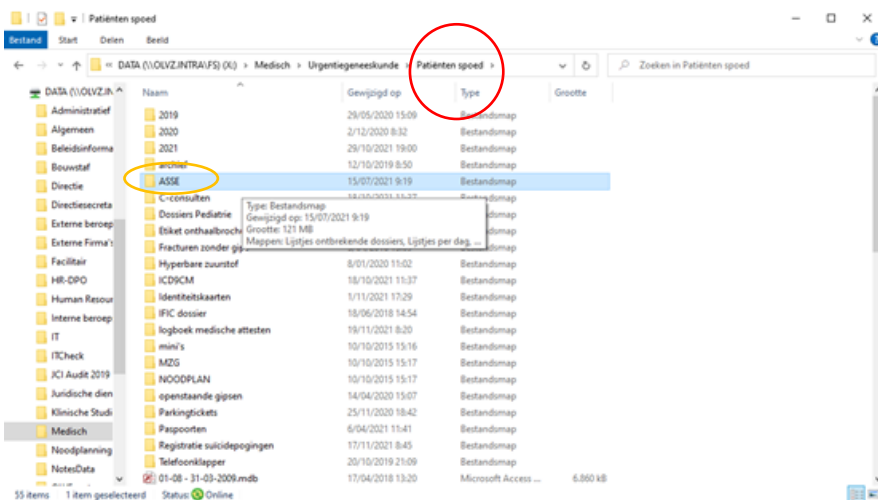 Patiënten spoed
Bestand Start Delen Beeld
« DATA (\\OLVZ.INTRA\FS) (X:) › Medisch › Urgentiegeneeskunde › Patiënten spoed ›
Zoeken in Patiënten spoed
DATA (\\OLVZ.IN
Administratief
Algemeen
Beleidsinforma
Bouwstaf
Directie
Directiesecreta
Externe beroep
Externe Firma's
Facilitair
HR-DPO
Human Resour
Interne beroep
IT
ITCheck
JCI Audit 2019
Juridische dien
Klinische Studi
Medisch
Noodplanning
NotesData
Naam Gewijzigd op Type Grootte
2019 29/05/2020 15:09 Bestandsmap
2020 2/12/2020 8:32 Bestandsmap
2021 29/10/2021 19:00 Bestandsmap
archief 12/10/2019 8:50 Bestandsmap
ASSE 15/07/2021 9:19 Bestandsmap
C-consulten 18/10/2021 11:37 Bestandsmap
Dossiers Pediatrie
Etiket onthaalbroch
Fracturen zonder gip Bestandsmap
Type: Bestandsmap
Gewijzigd op: 15/07/2021 9:19
Grootte: 121 MB
Mappen: Lijstjes ontbrekende dossiers, Lijstjes per dag, ...
Hyperbare zuurstof 8/01/2020 11:02 Bestandsmap
ICD9CM 18/10/2021 11:37 Bestandsmap
Identiteitskaarten 1/11/2021 17:29 Bestandsmap
IFIC dossier 18/06/2018 14:54 Bestandsmap
logboek medische attesten 19/11/2021 8:20 Bestandsmap
mini's 10/10/2015 15:16 Bestandsmap
MZG 10/10/2015 15:17 Bestandsmap
NOODPLAN 10/10/2015 15:17 Bestandsmap
openstaande gipsen 14/04/2020 15:07 Bestandsmap
Parkingtickets 25/11/2020 18:42 Bestandsmap
Paspoorten 6/04/2021 11:41 Bestandsmap
Registratie suïcidepogingen 17/11/2021 8:45 Bestandsmap
Telefoonklapper 20/10/2019 21:09 Bestandsmap
01-08 - 31-03-2009.mdb 17/04/2018 13:20 Microsoft Access ... 6.860 kB
55 items 1 item geselecteerd Status: Online